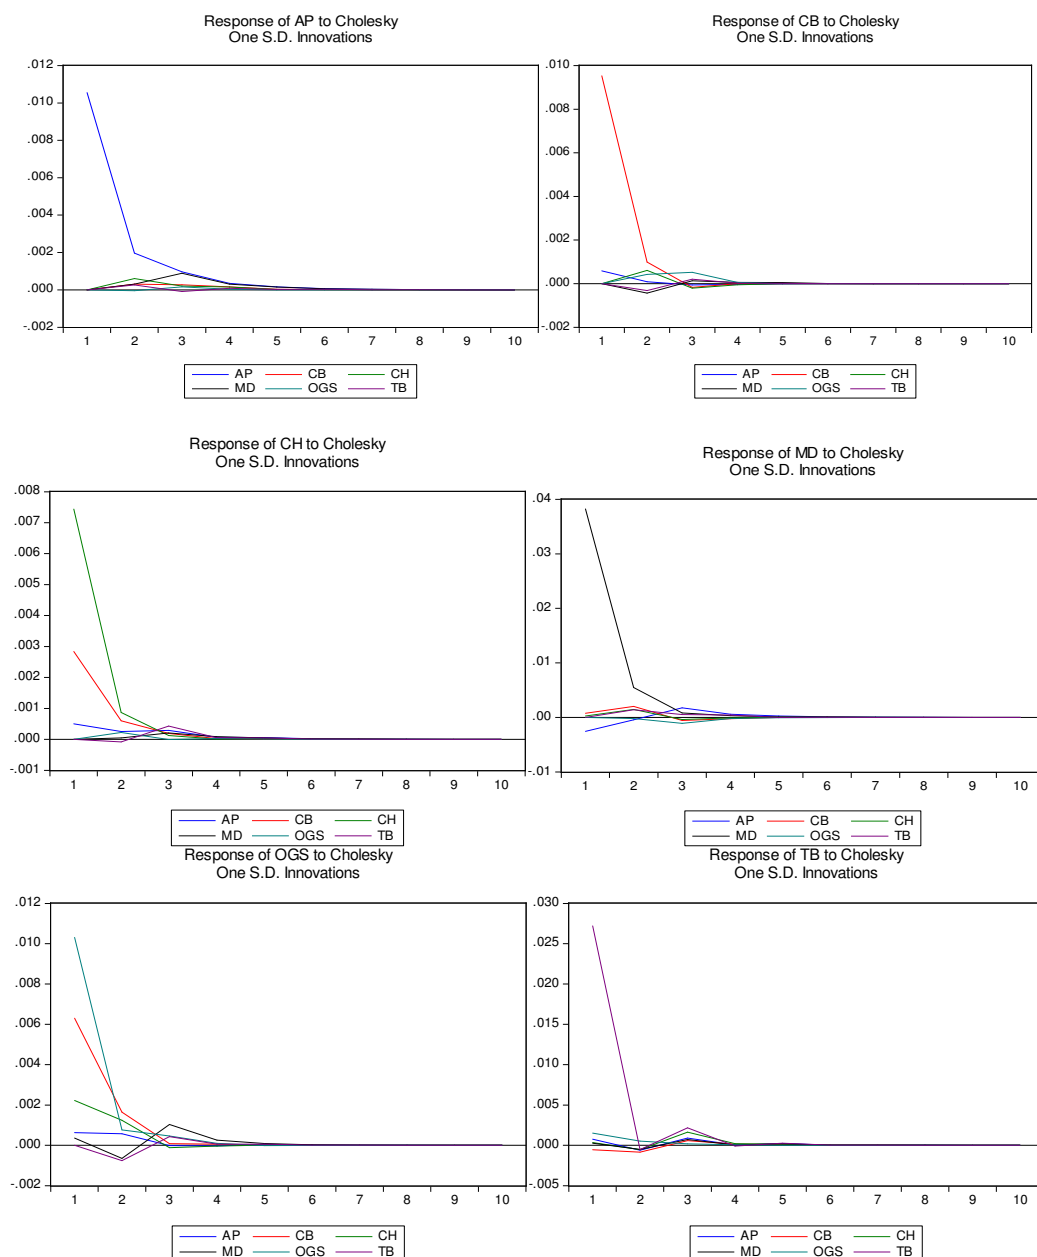 Response of AP to Cholesky
One S.D. Innovations
.012
.010
.008
.006
.004
.002
.000
-.002
1 2 3 4 5 6 7 8 9 10
AP CB CH
MD OGS TB
Response of CB to Cholesky
One S.D. Innovations
.010
.008
.006
.004
.002
.000
-.002
1 2 3 4 5 6 7 8 9 10
AP CB CH
MD OGS TB
Response of CH to Cholesky
One S.D. Innovations
.008
.007
.006
.005
.004
.003
.002
.001
.000
-.001
1 2 3 4 5 6 7 8 9 10
AP CB CH
MD OGS TB
Response of MD to Cholesky
One S.D. Innovations
.04
.03
.02
.01
.00
-.01
1 2 3 4 5 6 7 8 9 10
AP CB CH
MD OGS TB
Response of OGS to Cholesky
One S.D. Innovations
.012
.010
.008
.006
.004
.002
.000
-.002
1 2 3 4 5 6 7 8 9 10
AP CB CH
MD OGS TB
Response of TB to Cholesky
One S.D. Innovations
.030
.025
.020
.015
.010
.005
.000
-.005
1 2 3 4 5 6 7 8 9 10
AP CB CH
MD OGS TB